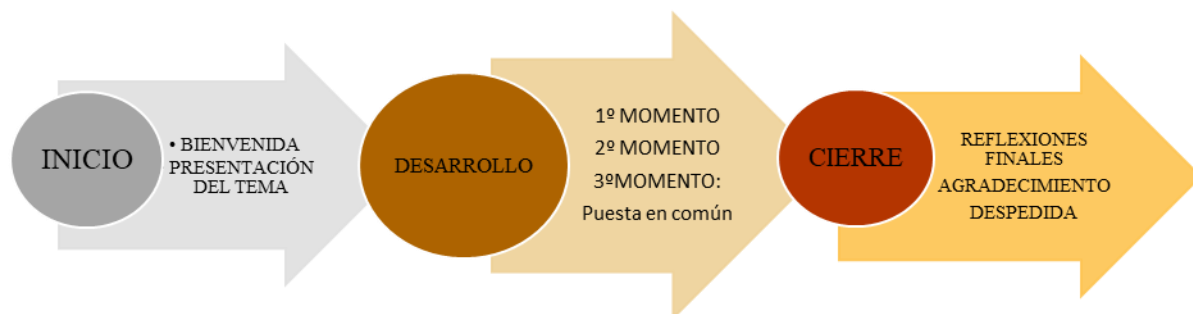 INICIO
• BIENVENIDA
PRESENTACIÓN
DEL TEMA
DESARROLLO
1º MOMENTO
2º MOMENTO
3ºMOMENTO:
Puesta en común
CIERRE
REFLEXIONES
FINALES
AGRADECIMIENTO
DESPEDIDA